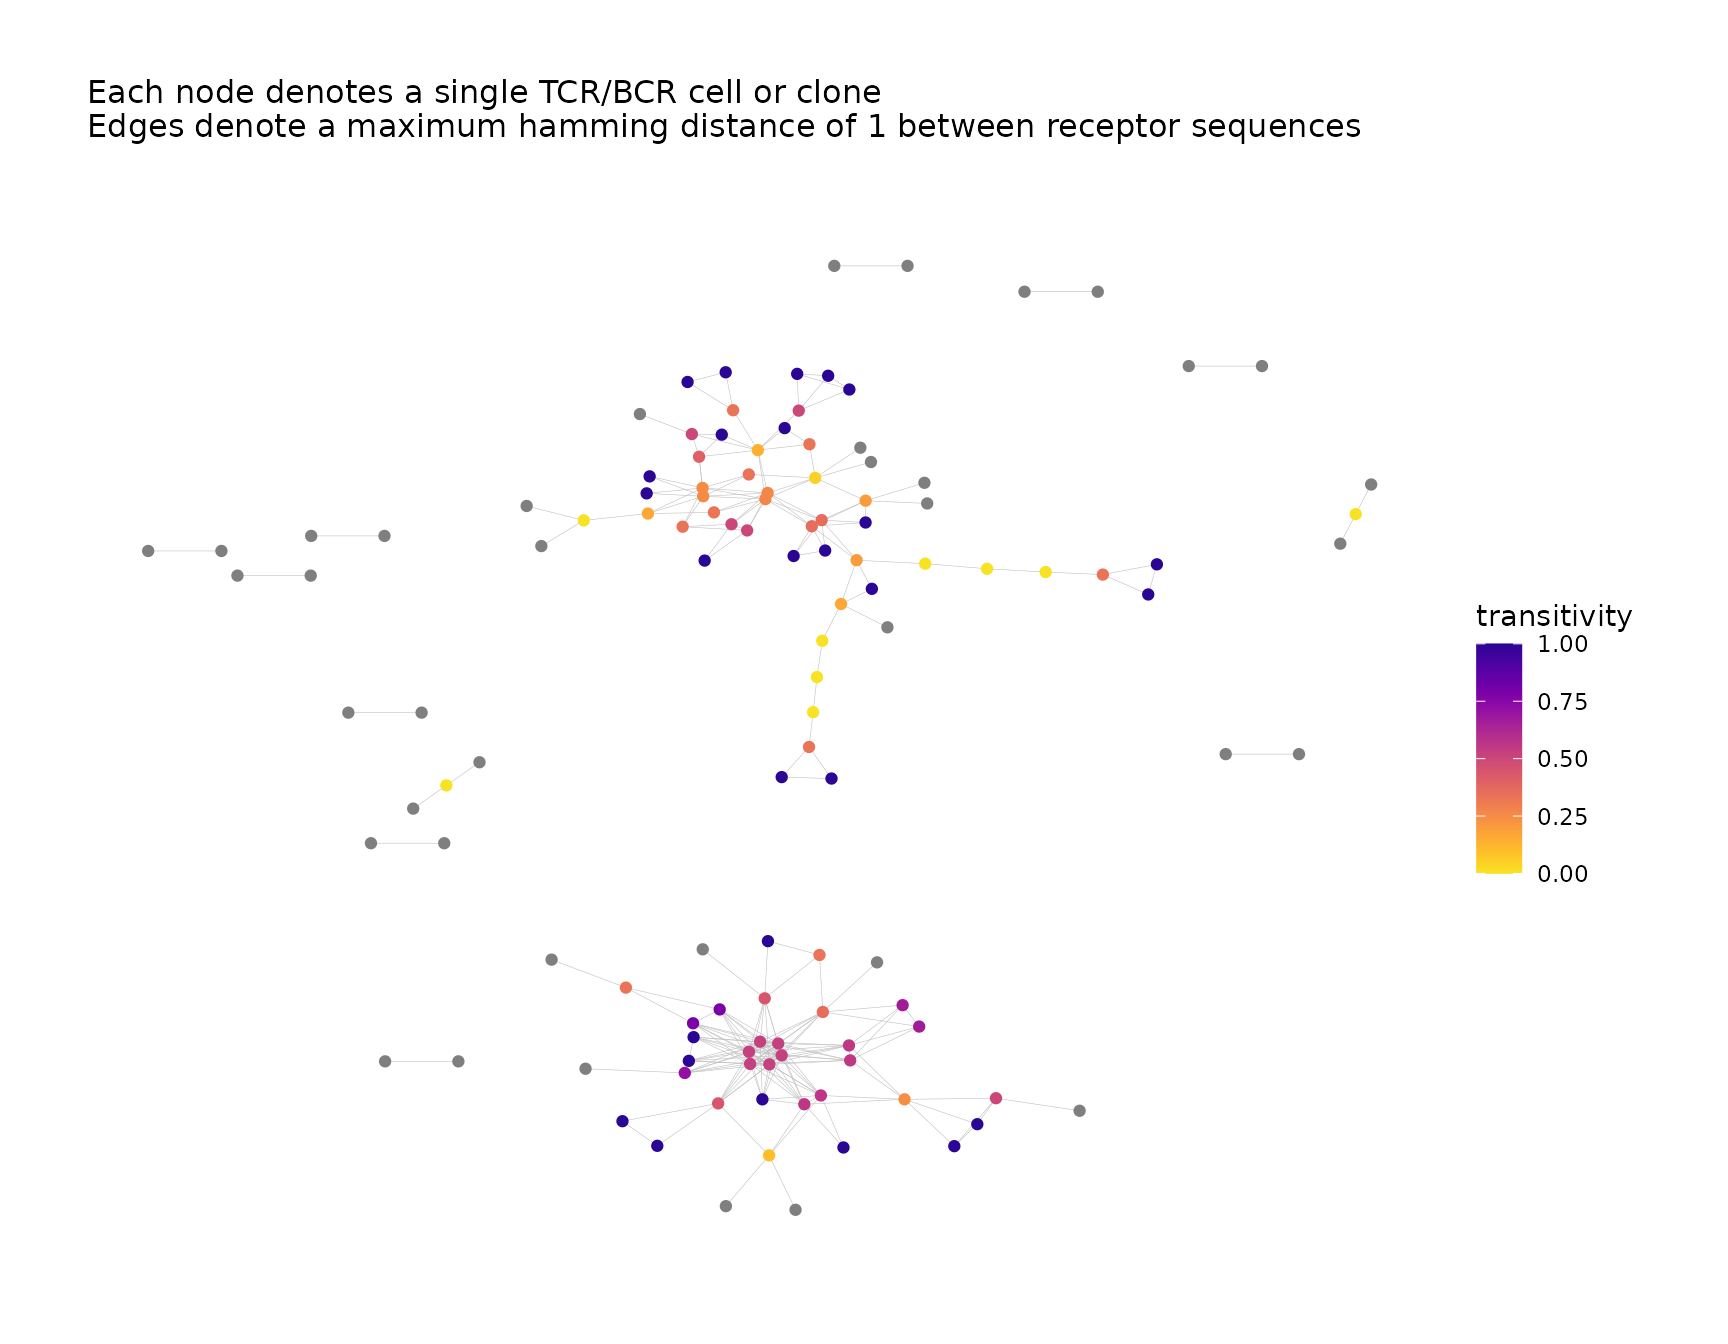 Each node denotes a single TCR/BCR cell or clone
Edges denote a maximum hamming distance of 1 between receptor sequences
transitivity
1.00
0.75
0.50
0.25
0.00